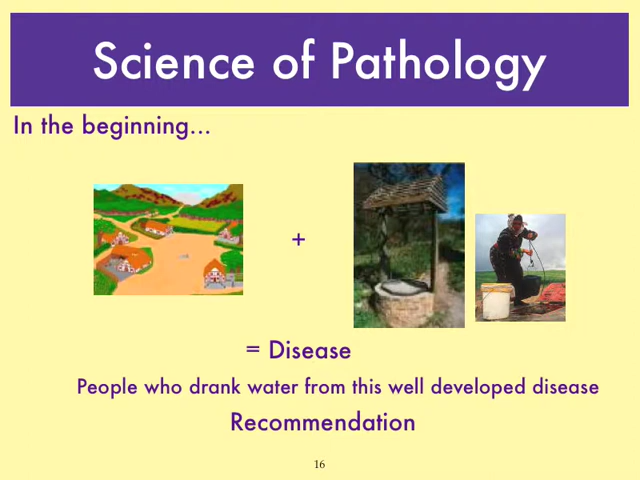 Science of Pathology
In the beginning...
+
= Disease
People who drank water from this well developed disease
Recommendation
16